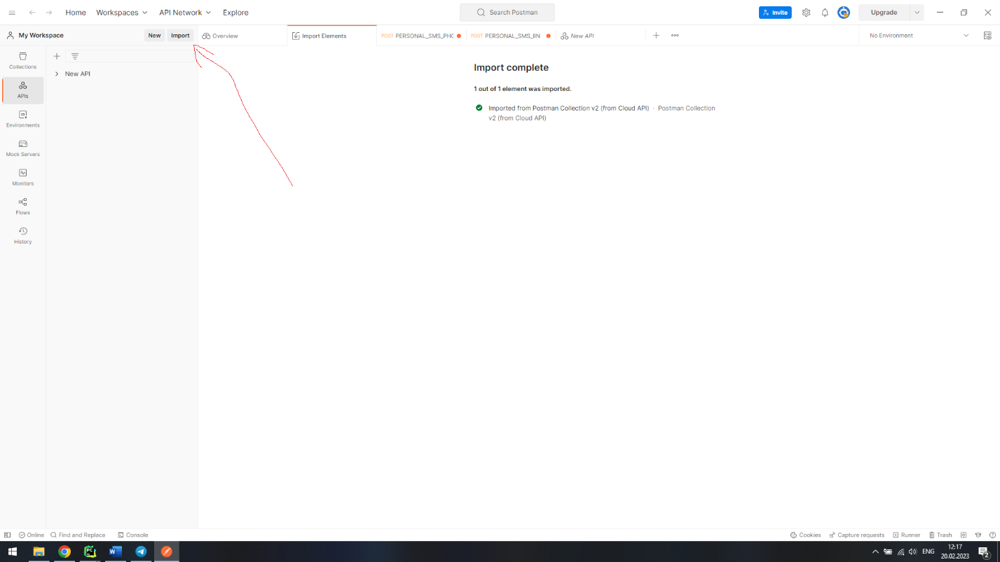 Home Workspaces API Network Explore Search Postman Invite Upgrade
My Workspace New Import Overview Import Elements POST PERSONAL_SMS_PHC POST PERSONAL_SMS_IIN New API No Environment
Collections
New API
APIs
Environments
Mock Servers
Monitors
Flows
History
Import complete
1 out of 1 element was imported.
Imported from Postman Collection v2 (from Cloud API) · Postman Collection
v2 (from Cloud API)
Online Find and Replace Console Cookies Capture requests Runner Trash
PC W ENG 12:17
20.02.2023 2